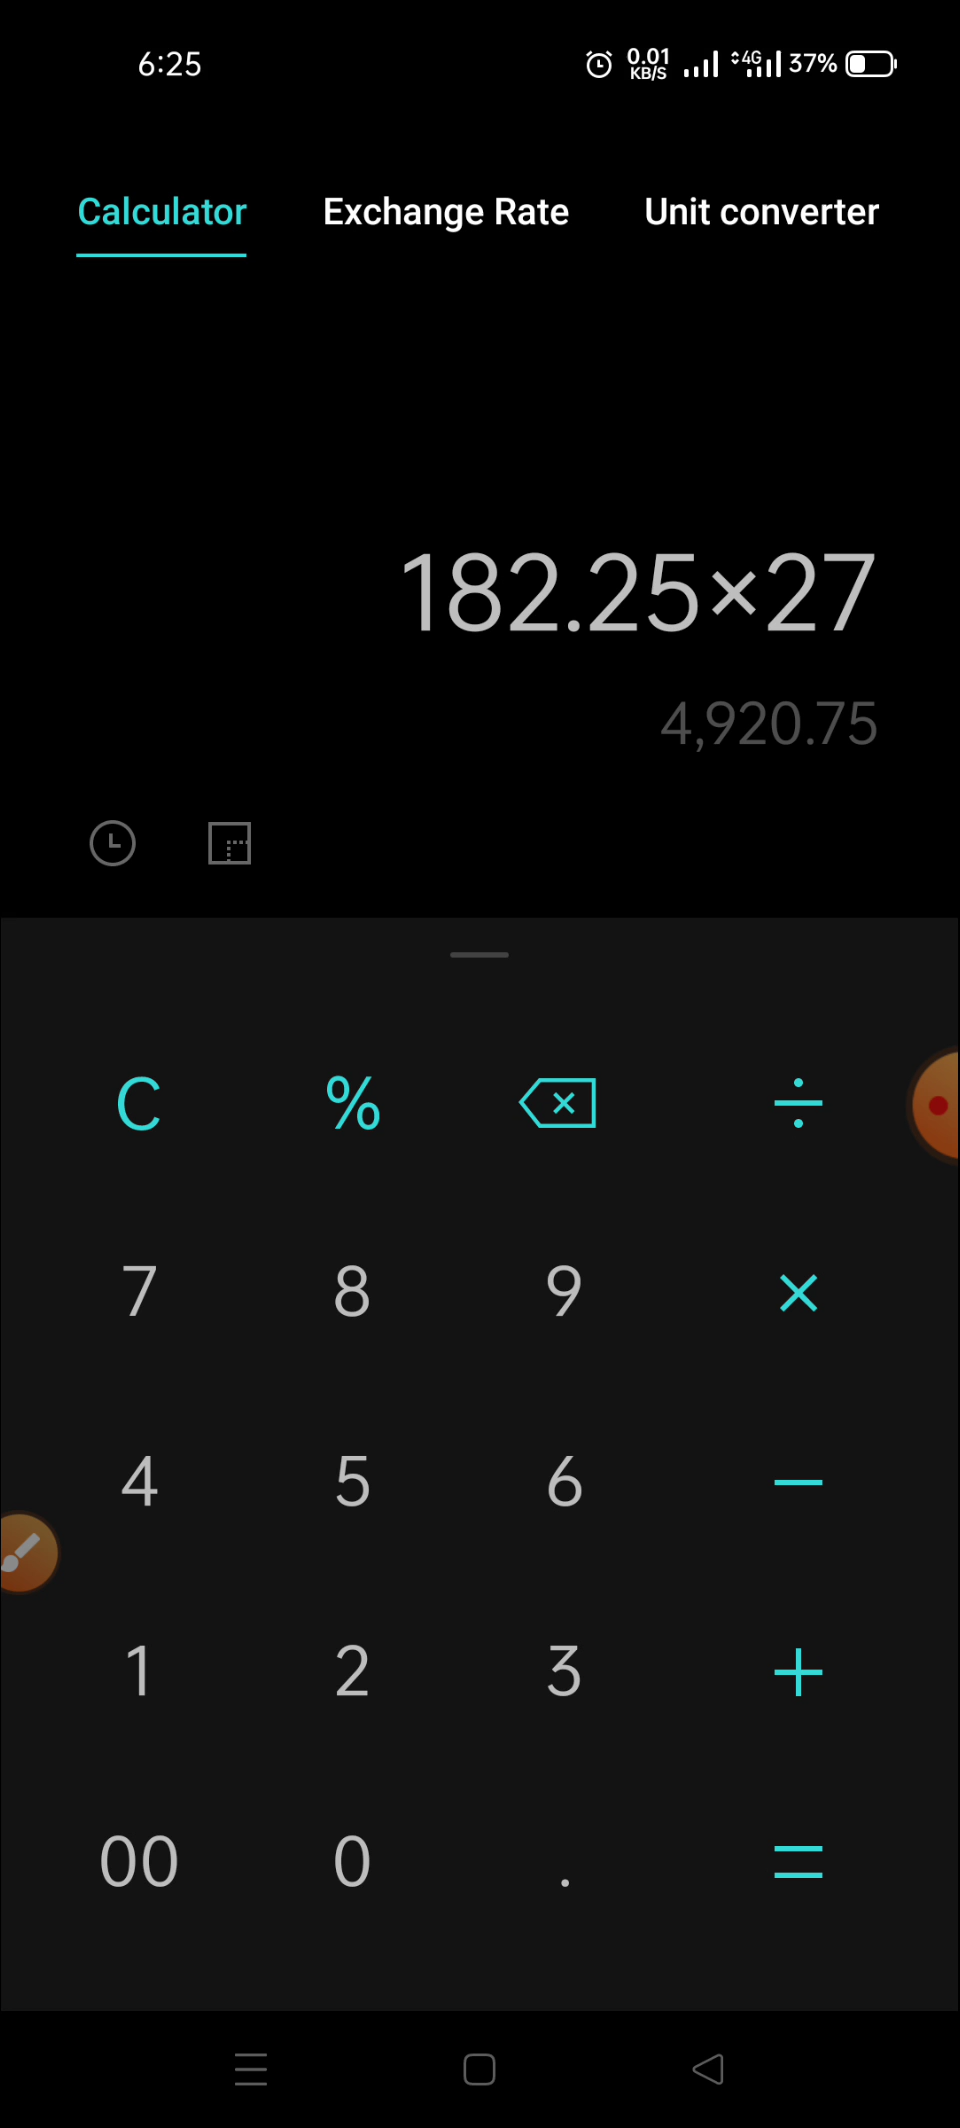 6:25 0.01 KB/S 4G 37%
Calculator Exchange Rate Unit converter
182.25×27
4,920.75
C % ÷
7 8 9 ×
4 5 6 −
1 2 3 +
00 0 . =